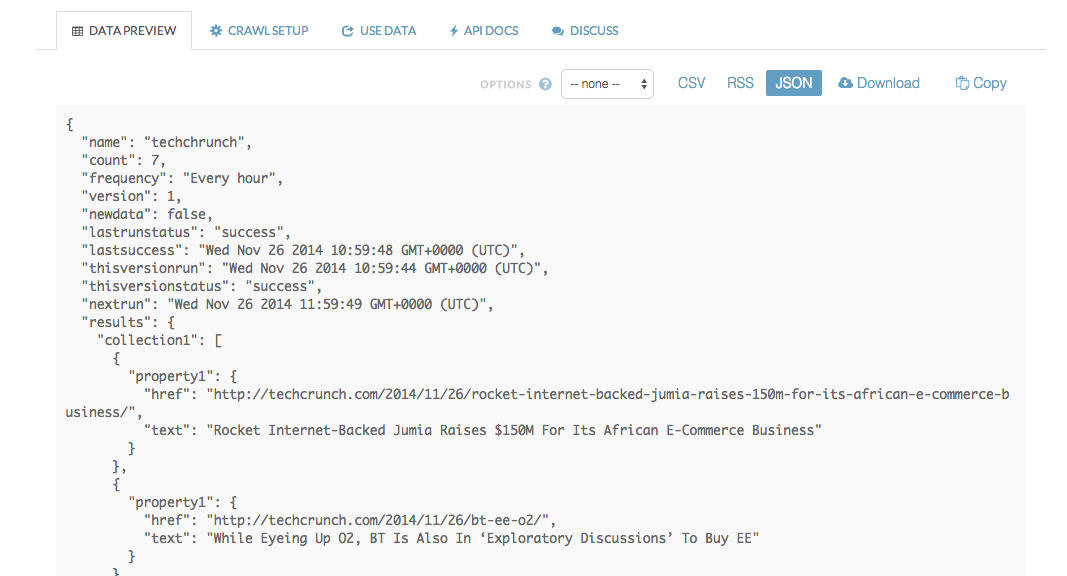 DATA PREVIEW CRAWL SETUP USE DATA API DOCS DISCUSS
OPTIONS ? -- none -- CSV RSS JSON Download Copy
{
  "name": "techchrunch",
  "count": 7,
  "frequency": "Every hour",
  "version": 1,
  "newdata": false,
  "lastrunstatus": "success",
  "lastsuccess": "Wed Nov 26 2014 10:59:48 GMT+0000 (UTC)",
  "thisversionrun": "Wed Nov 26 2014 10:59:44 GMT+0000 (UTC)",
  "thisversionstatus": "success",
  "nextrun": "Wed Nov 26 2014 11:59:49 GMT+0000 (UTC)",
  "results": {
    "collection1": [
      {
        "property1": {
          "href": "http://techcrunch.com/2014/11/26/rocket-internet-backed-jumia-raises-150m-for-its-african-e-commerce-b
usiness/",
          "text": "Rocket Internet-Backed Jumia Raises $150M For Its African E-Commerce Business"
        }
      },
      {
        "property1": {
          "href": "http://techcrunch.com/2014/11/26/bt-ee-o2/",
          "text": "While Eyeing Up O2, BT Is Also In ‘Exploratory Discussions’ To Buy EE"
        }
      }